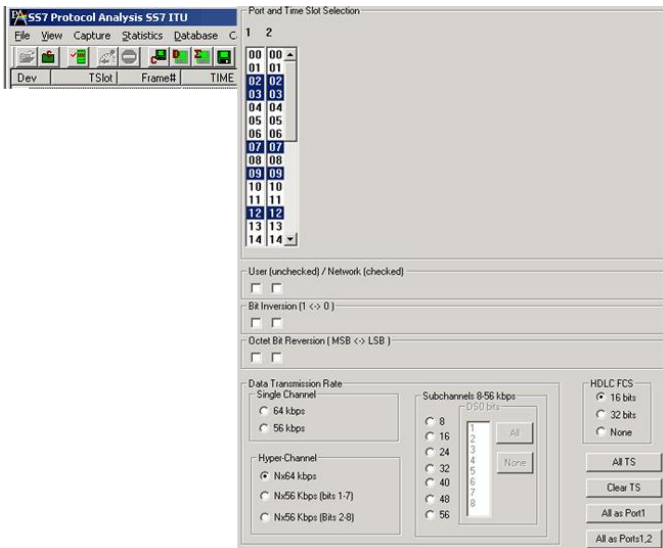 SS7 Protocol Analysis SS7 ITU
File View Capture Statistics Database C
Dev TSlot Frame# TIME
Port and Time Slot Selection
1 2
00 00
01 01
02 02
03 03
04 04
05 05
06 06
07 07
08 08
09 09
10 10
11 11
12 12
13 13
14 14
User (unchecked) / Network (checked)
Bit Inversion (1 <-> 0 )
Octet Bit Reversion ( MSB <-> LSB )
Data Transmission Rate
Single Channel
64 kbps
56 kbps
Hyper-Channel
Nx64 kbps
Nx56 Kbps (bits 1-7)
Nx56 Kbps (Bits 2-8)
Subchannels 8-56 kbps
8
16
24
32
40
48
56
DS0 bits
1
2
3
4
5
6
7
8
All
None
HDLC FCS
16 bits
32 bits
None
All TS
Clear TS
All as Port1
All as Ports1,2